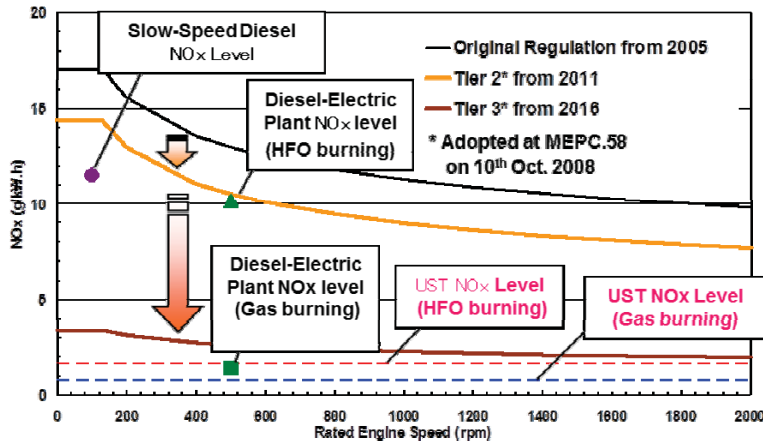 Slow-Speed Diesel
NOx Level
Original Regulation from 2005
Tier 2* from 2011
Tier 3* from 2016
* Adopted at MEPC.58
on 10th Oct. 2008
Diesel-Electric
Plant NOx level
(HFO burning)
Diesel-Electric
Plant NOx level
(Gas burning)
UST NOx Level
(HFO burning)
UST NOx Level
(Gas burning)
NOx (g/kW.h)
20
15
10
5
0
0
200
400
600
800
1000
1200
1400
1600
1800
2000
Rated Engine Speed (rpm)